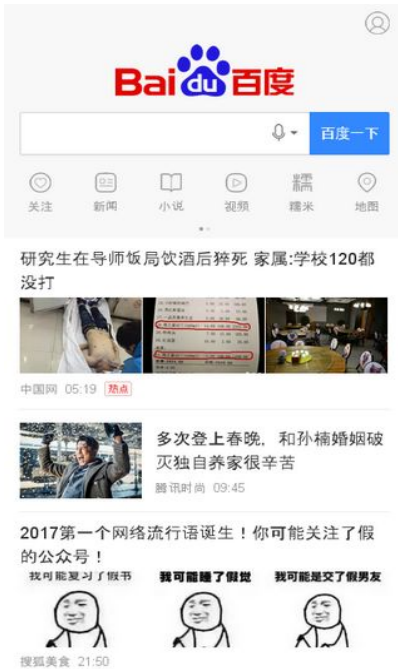 Bai du 百度
百度一下
关注 新闻 小说 视频 糯米 地图
糯
研究生在导师饭局饮酒后猝死 家属:学校120都
没打
中国网 05:19 热点
多次登上春晚，和孙楠婚姻破
灭独自养家很辛苦
腾讯时尚 09:45
2017第一个网络流行语诞生！你可能关注了假
的公众号！
我可能复习了假书 我可能睡了假觉 我可能是交了假男友
搜狐美食 21:50